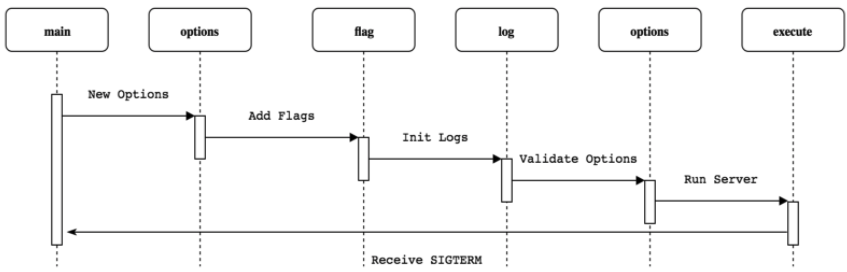 main
options
flag
log
options
execute
New Options
Add Flags
Init Logs
Validate Options
Run Server
Receive SIGTERM